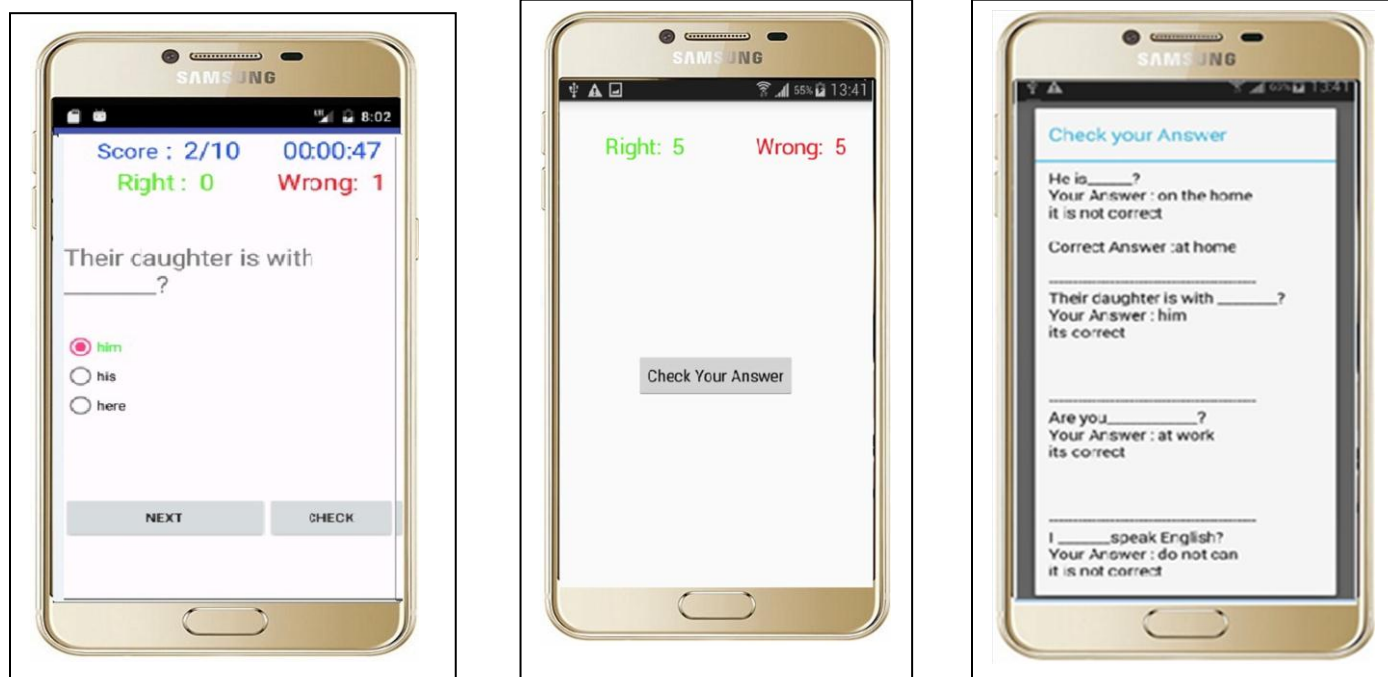 SAMSUNG
8:02
Score : 2/10 00:00:47
Right : 0 Wrong: 1
Their daughter is with
_______?
him
his
here
NEXT CHECK
SAMSUNG
55% 13:41
Right: 5 Wrong: 5
Check Your Answer
SAMSUNG
13:41
Check your Answer
He is_____?
Your Answer : on the home
it is not correct
Correct Answer :at home
Their daughter is with _______?
Your Answer : him
its correct
Are you__________?
Your Answer : at work
its correct
I ______speak English?
Your Answer : do not can
it is not correct